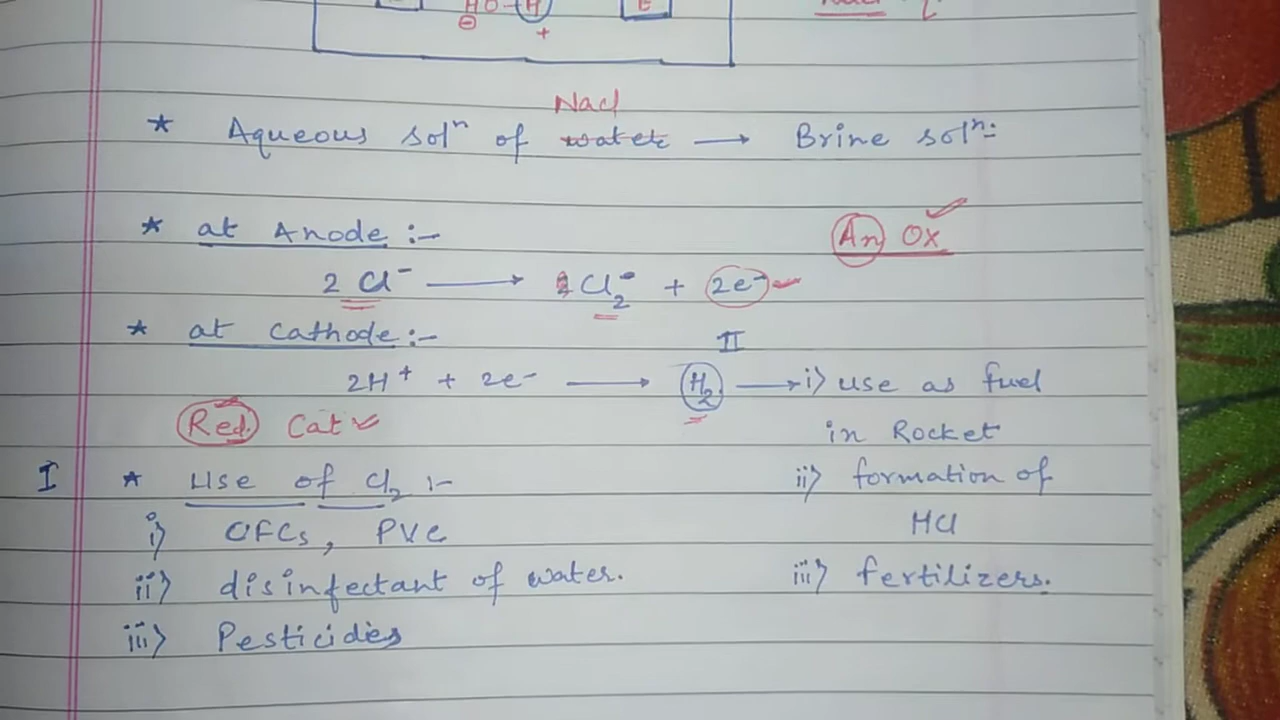 HO-H
⊖ +
E
NaCl
* Aqueous solⁿ of water → Brine solⁿ:-
* at Anode :-
An Ox ✓
2 Cl⁻ → Cl₂ + 2e⁻
* at Cathode :-
II
2H⁺ + 2e⁻ → H₂ → i) use as fuel
in Rocket
Red. Cat ✓
I * Use of Cl₂ :-
ii) formation of
HCl
i) CFCs, PVC
ii) disinfectant of water.
iii) fertilizers.
iii) Pesticides